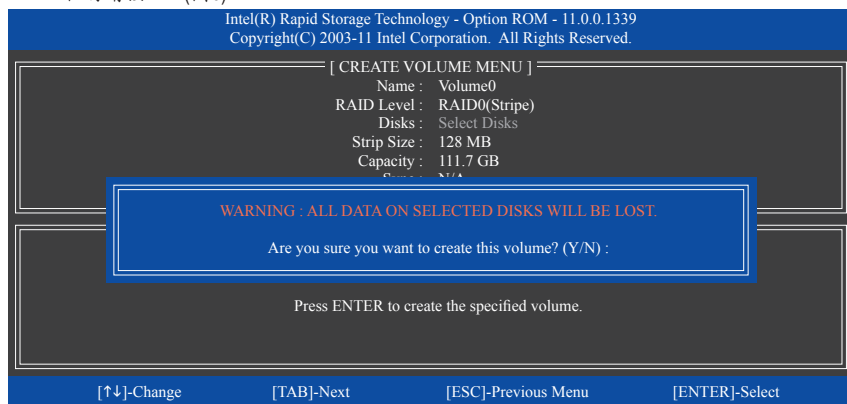 Intel(R) Rapid Storage Technology - Option ROM - 11.0.0.1339
Copyright(C) 2003-11 Intel Corporation. All Rights Reserved.
[ CREATE VOLUME MENU ]
Name : Volume0
RAID Level : RAID0(Stripe)
Disks : Select Disks
Strip Size : 128 MB
Capacity : 111.7 GB
WARNING : ALL DATA ON SELECTED DISKS WILL BE LOST.
Are you sure you want to create this volume? (Y/N) :
Press ENTER to create the specified volume.
[↑↓]-Change [TAB]-Next [ESC]-Previous Menu [ENTER]-Select